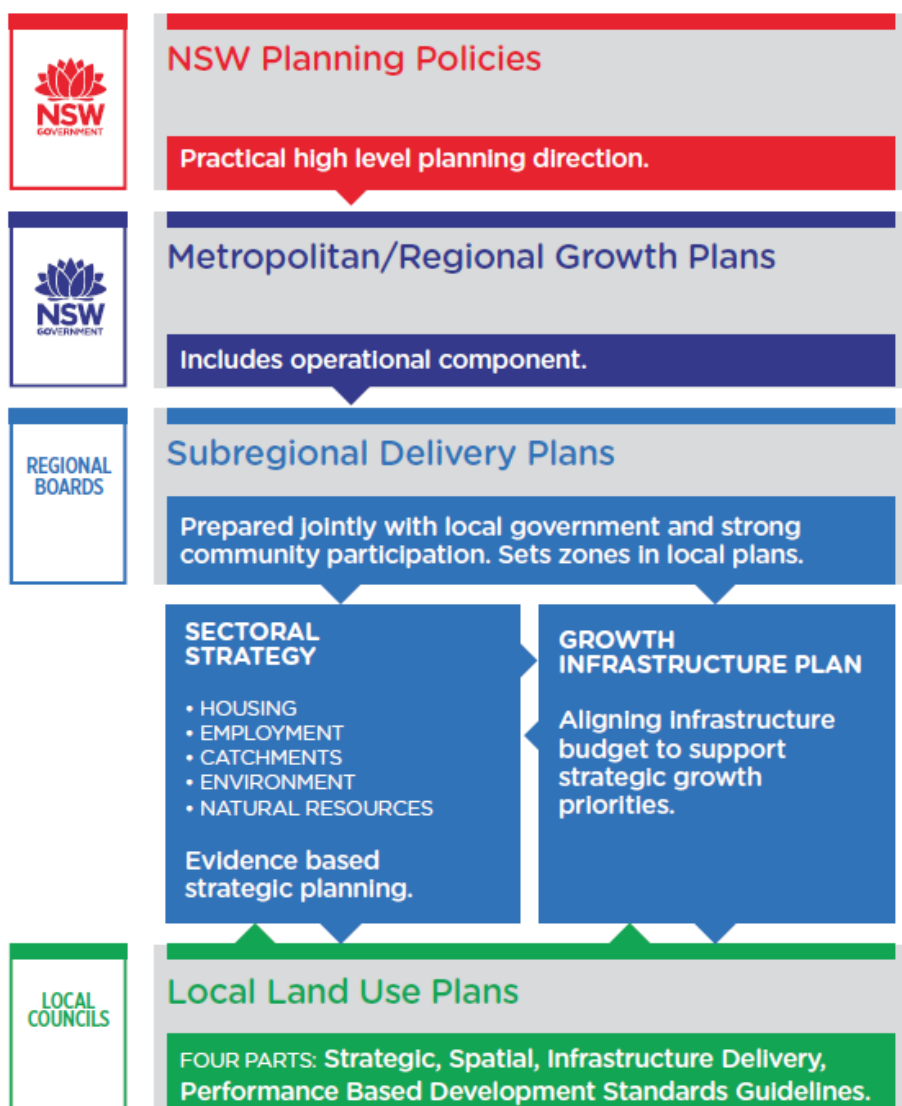 NSW
GOVERNMENT
NSW Planning Policies
Practical high level planning direction.
NSW
GOVERNMENT
Metropolitan/Regional Growth Plans
Includes operational component.
REGIONAL
BOARDS
Subregional Delivery Plans
Prepared jointly with local government and strong
community participation. Sets zones in local plans.
SECTORAL
STRATEGY
• HOUSING
• EMPLOYMENT
• CATCHMENTS
• ENVIRONMENT
• NATURAL RESOURCES
Evidence based
strategic planning.
GROWTH
INFRASTRUCTURE PLAN
Aligning infrastructure
budget to support
strategic growth
priorities.
LOCAL
COUNCILS
Local Land Use Plans
FOUR PARTS: Strategic, Spatial, Infrastructure Delivery,
Performance Based Development Standards Guidelines.